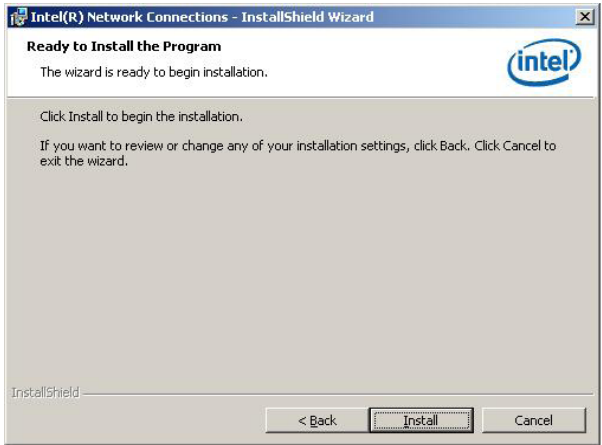 Intel(R) Network Connections - InstallShield Wizard
Ready to Install the Program
The wizard is ready to begin installation.
intel
Click Install to begin the installation.
If you want to review or change any of your installation settings, click Back. Click Cancel to
exit the wizard.
InstallShield
< Back
Install
Cancel